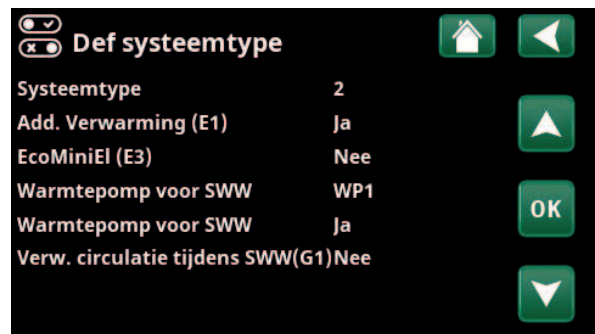 Def systeemtype
Systeemtype 2
Add. Verwarming (E1) Ja
EcoMiniEl (E3) Nee
Warmtepomp voor SWW WP1
Warmtepomp voor SWW Ja
Verw. circulatie tijdens SWW(G1) Nee
OK